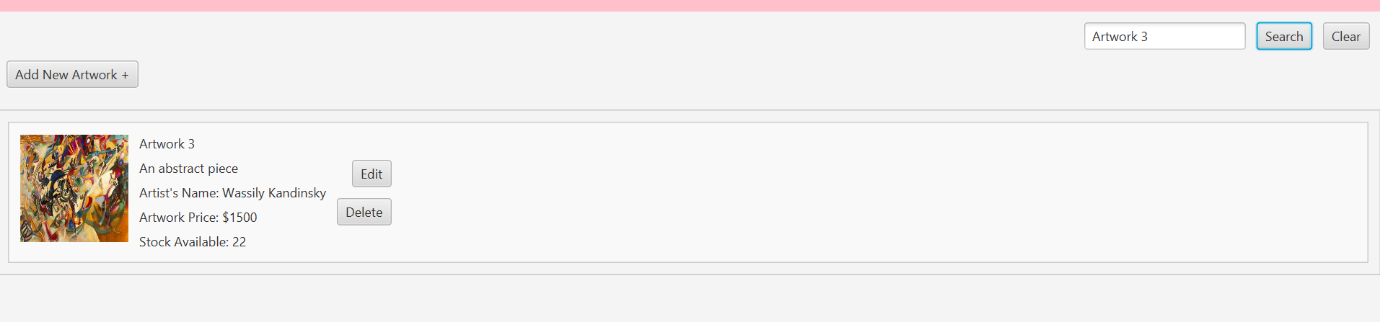 Artwork 3
Search
Clear
Add New Artwork +
Artwork 3
An abstract piece
Artist's Name: Wassily Kandinsky
Artwork Price: $1500
Stock Available: 22
Edit
Delete